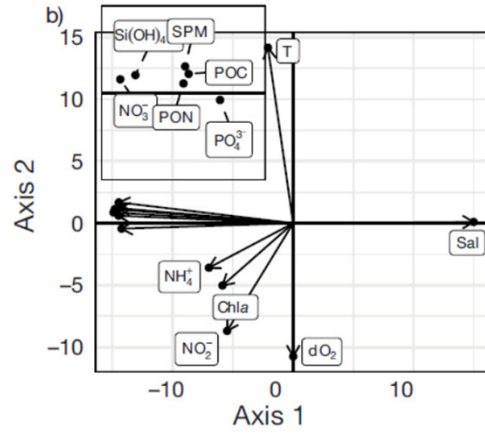 b)
15
10
5
0
−5
−10
Axis 2
Si(OH)₄
SPM
T
POC
NO₃⁻
PON
PO₄³⁻
Sal
NH₄⁺
Chla
NO₂⁻
dO₂
−10
0
10
Axis 1